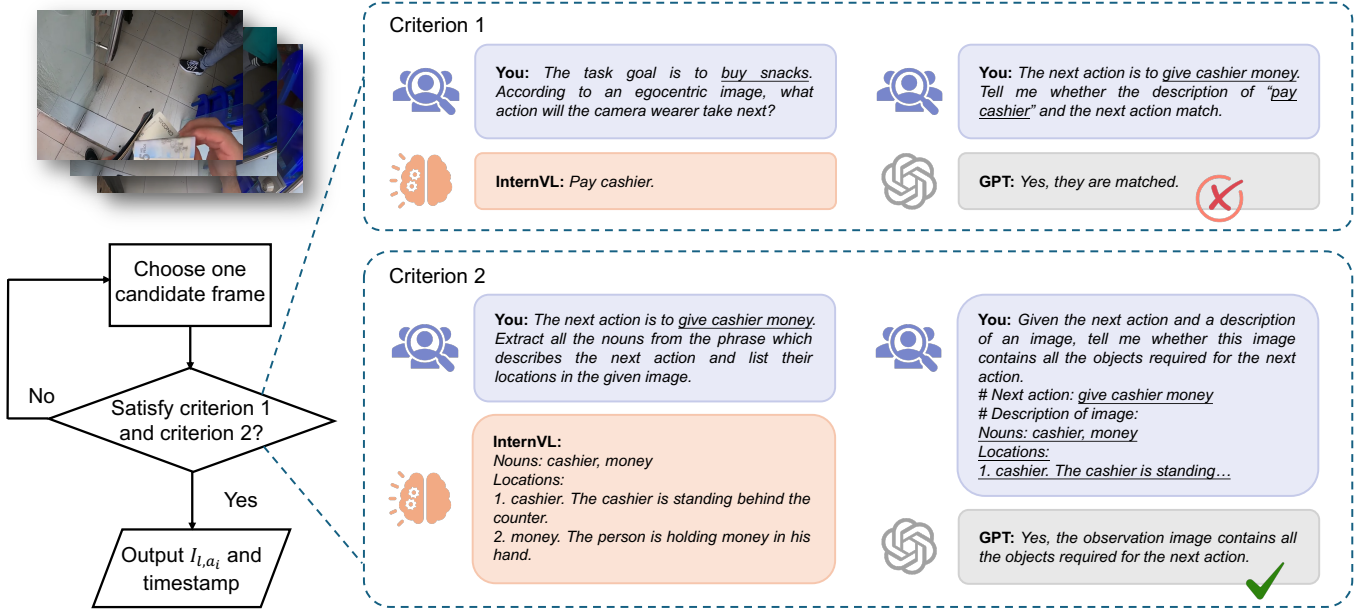 Criterion 1
You: The task goal is to buy snacks.
According to an egocentric image, what
action will the camera wearer take next?
You: The next action is to give cashier money.
Tell me whether the description of “pay
cashier” and the next action match.
InternVL: Pay cashier.
GPT: Yes, they are matched.
Choose one
candidate frame
No
Satisfy criterion 1
and criterion 2?
Yes
Output I_{l,a_i} and
timestamp
Criterion 2
You: The next action is to give cashier money.
Extract all the nouns from the phrase which
describes the next action and list their
locations in the given image.
You: Given the next action and a description
of an image, tell me whether this image
contains all the objects required for the next
action.
# Next action: give cashier money
# Description of image:
Nouns: cashier, money
Locations:
1. cashier. The cashier is standing…
InternVL:
Nouns: cashier, money
Locations:
1. cashier. The cashier is standing behind the
counter.
2. money. The person is holding money in his
hand.
GPT: Yes, the observation image contains all
the objects required for the next action.